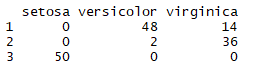 setosa versicolor virginica
1 0 48 14
2 0 2 36
3 50 0 0